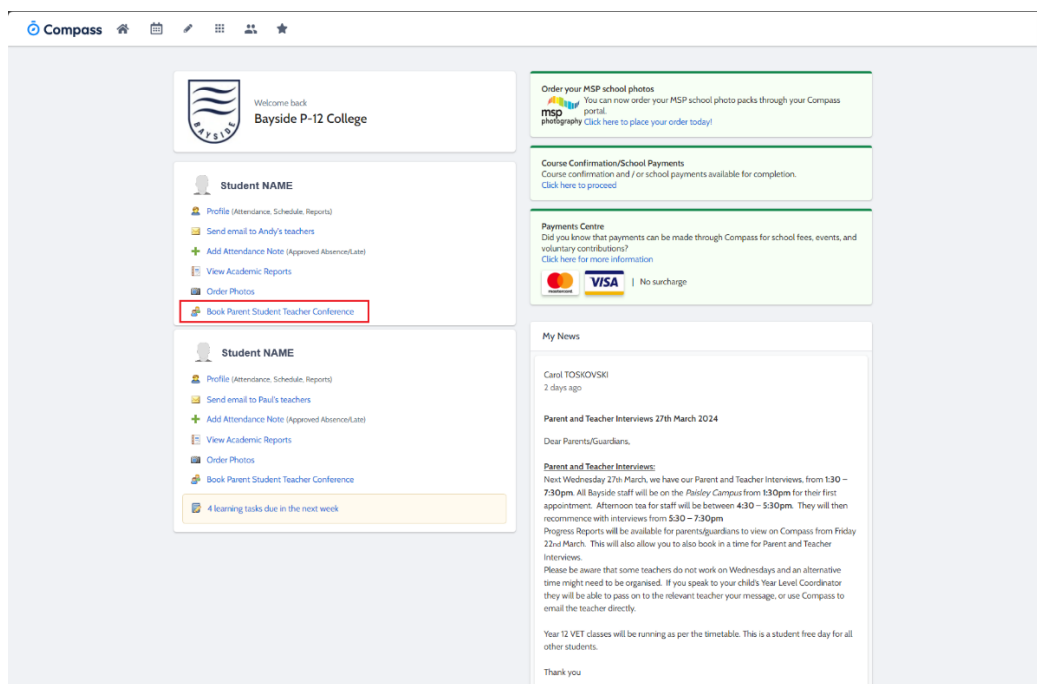 Compass
Welcome back
Bayside P-12 College
BAYSIDE
Student NAME
Profile (Attendance, Schedule, Reports)
Send email to Andy's teachers
Add Attendance Note (Approved Absence/Late)
View Academic Reports
Order Photos
Book Parent Student Teacher Conference
Student NAME
Profile (Attendance, Schedule, Reports)
Send email to Paul's teachers
Add Attendance Note (Approved Absence/Late)
View Academic Reports
Order Photos
Book Parent Student Teacher Conference
4 learning tasks due in the next week
Order your MSP school photos
You can now order your MSP school photo packs through your Compass
portal.
msp
photography
Click here to place your order today!
Course Confirmation/School Payments
Course confirmation and / or school payments available for completion.
Click here to proceed
Payments Centre
Did you know that payments can be made through Compass for school fees, events, and
voluntary contributions?
Click here for more information
mastercard
VISA
| No surcharge
My News
Carol TOSKOVSKI
2 days ago
Parent and Teacher Interviews 27th March 2024
Dear Parents/Guardians,
Parent and Teacher Interviews:
Next Wednesday 27th March, we have our Parent and Teacher Interviews, from 1:30 –
7:30pm. All Bayside staff will be on the Paisley Campus from 1:30pm for their first
appointment. Afternoon tea for staff will be between 4:30 – 5:30pm. They will then
recommence with interviews from 5:30 – 7:30pm
Progress Reports will be available for parents/guardians to view on Compass from Friday
22nd March. This will also allow you to also book in a time for Parent and Teacher
Interviews.
Please be aware that some teachers do not work on Wednesdays and an alternative
time might need to be organised. If you speak to your child's Year Level Coordinator
they will be able to pass on to the relevant teacher your message, or use Compass to
email the teacher directly.
Year 12 VET classes will be running as per the timetable. This is a student free day for all
other students.
Thank you